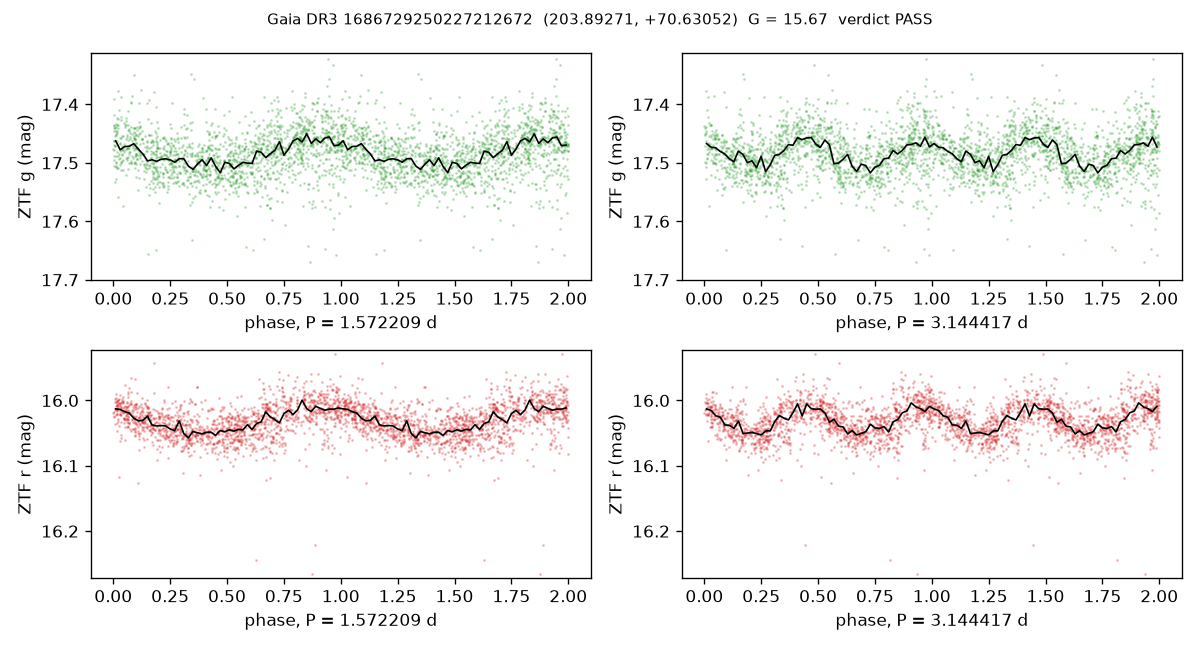 Gaia DR3 1686729250227212672 (203.89271, +70.63052) G = 15.67 verdict PASS
ZTF g (mag)
17.4
17.5
17.6
17.7
0.00 0.25 0.50 0.75 1.00 1.25 1.50 1.75 2.00
phase, P = 1.572209 d
ZTF g (mag)
17.4
17.5
17.6
17.7
0.00 0.25 0.50 0.75 1.00 1.25 1.50 1.75 2.00
phase, P = 3.144417 d
ZTF r (mag)
16.0
16.1
16.2
0.00 0.25 0.50 0.75 1.00 1.25 1.50 1.75 2.00
phase, P = 1.572209 d
ZTF r (mag)
16.0
16.1
16.2
0.00 0.25 0.50 0.75 1.00 1.25 1.50 1.75 2.00
phase, P = 3.144417 d